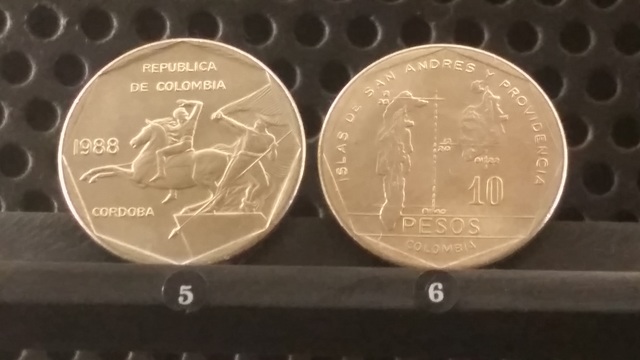 REPUBLICA
DE COLOMBIA
1988
CORDOBA
ISLAS DE SAN ANDRES Y PROVIDENCIA
10
PESOS
COLOMBIA
5
6